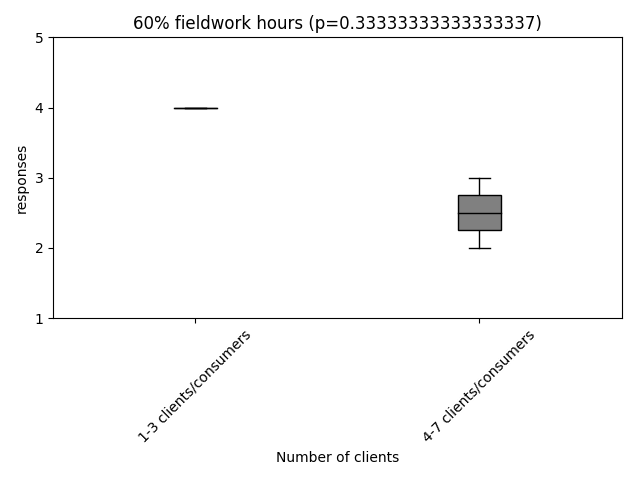 60% fieldwork hours (p=0.33333333333333337)
5
4
3
2
1
responses
1-3 clients/consumers
4-7 clients/consumers
Number of clients